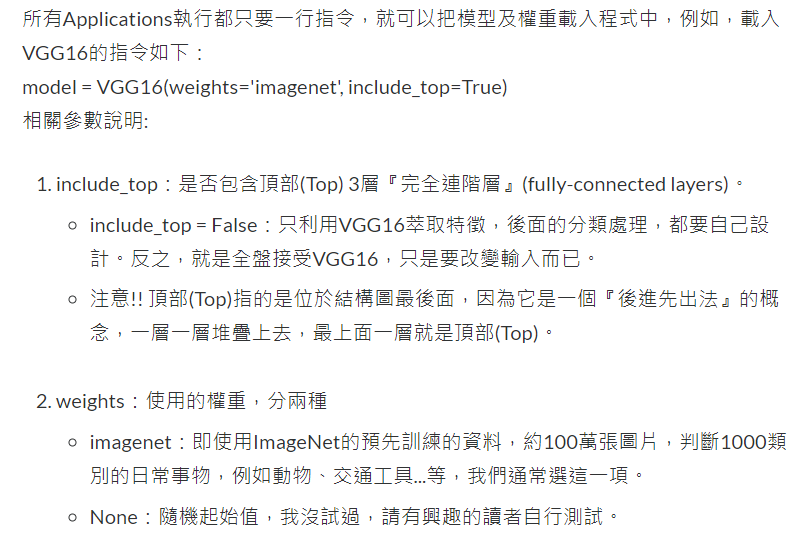 所有Applications執行都只要一行指令，就可以把模型及權重載入程式中，例如，載入
VGG16的指令如下：
model = VGG16(weights='imagenet', include_top=True)
相關參數說明:
1. include_top：是否包含頂部(Top) 3層『完全連階層』(fully-connected layers)。
○ include_top = False：只利用VGG16萃取特徵，後面的分類處理，都要自己設
計。反之，就是全盤接受VGG16，只是要改變輸入而已。
○ 注意!! 頂部(Top)指的是位於結構圖最後面，因為它是一個『後進先出法』的概
念，一層一層堆疊上去，最上面一層就是頂部(Top)。
2. weights：使用的權重，分兩種
○ imagenet：即使用ImageNet的預先訓練的資料，約100萬張圖片，判斷1000類
別的日常事物，例如動物、交通工具...等，我們通常選這一項。
○ None：隨機起始值，我沒試過，請有興趣的讀者自行測試。